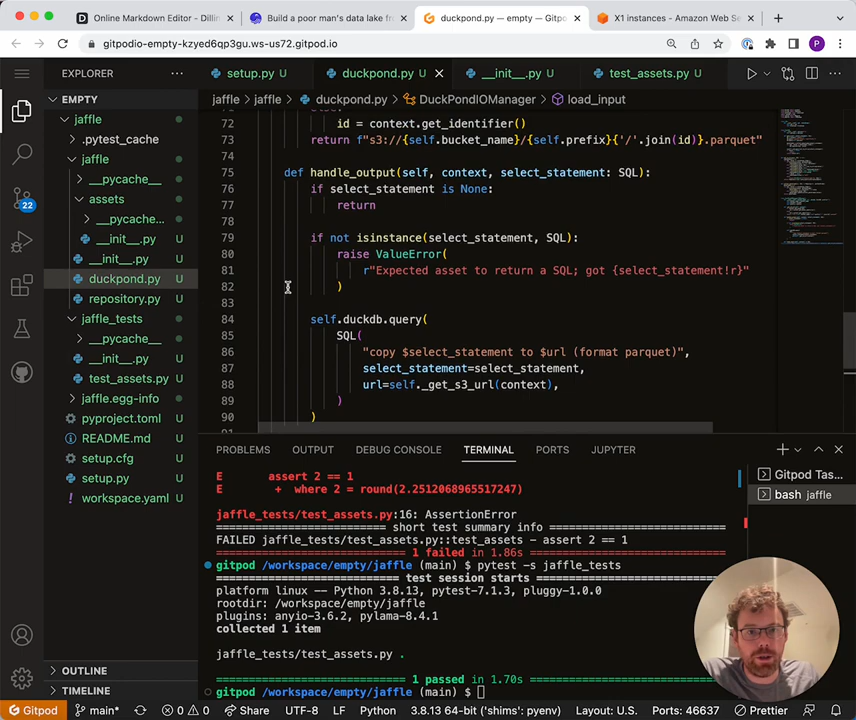 Online Markdown Editor - Dillin
Build a poor man's data lake fr
duckpond.py — empty — Gitpo
X1 instances - Amazon Web Se
gitpodio-empty-kzyed6qp3gu.ws-us72.gitpod.io
EXPLORER
setup.py U
duckpond.py U
__init__.py U
test_assets.py U
EMPTY
jaffle > jaffle > duckpond.py > DuckPondIOManager > load_input
jaffle
.pytest_cache
jaffle
__pycache__
assets
__pycache...
__init__.py U
__init__.py U
duckpond.py U
repository.py U
jaffle_tests
__pycache__
__init__.py U
test_assets.py U
jaffle.egg-info
pyproject.toml U
README.md U
setup.cfg U
setup.py U
workspace.yaml U
OUTLINE
TIMELINE
22
else:
72 id = context.get_identifier()
73 return f"s3://{self.bucket_name}/{self.prefix}{'/'.join(id)}.parquet"
74
75 def handle_output(self, context, select_statement: SQL):
76 if select_statement is None:
77 return
78
79 if not isinstance(select_statement, SQL):
80 raise ValueError(
81 r"Expected asset to return a SQL; got {select_statement!r}"
82 )
83
84 self.duckdb.query(
85 SQL(
86 "copy $select_statement to $url (format parquet)",
87 select_statement=select_statement,
88 url=self._get_s3_url(context),
89 )
90 )
PROBLEMS OUTPUT DEBUG CONSOLE TERMINAL PORTS JUPYTER
Gitpod Tas...
bash jaffle
E assert 2 == 1
E + where 2 = round(2.2512068965517247)
jaffle_tests/test_assets.py:16: AssertionError
short test summary info
FAILED jaffle_tests/test_assets.py::test_assets - assert 2 == 1
1 failed in 1.86s
gitpod /workspace/empty/jaffle (main) $ pytest -s jaffle_tests
test session starts
platform linux -- Python 3.8.13, pytest-7.1.3, pluggy-1.0.0
rootdir: /workspace/empty/jaffle
plugins: anyio-3.6.2, pylama-8.4.1
collected 1 item
jaffle_tests/test_assets.py .
1 passed in 1.70s
gitpod /workspace/empty/jaffle (main) $
Gitpod main* 0 0 Share UTF-8 LF Python 3.8.13 64-bit ('shims': pyenv) Layout: U.S. Ports: 46637 Prettier